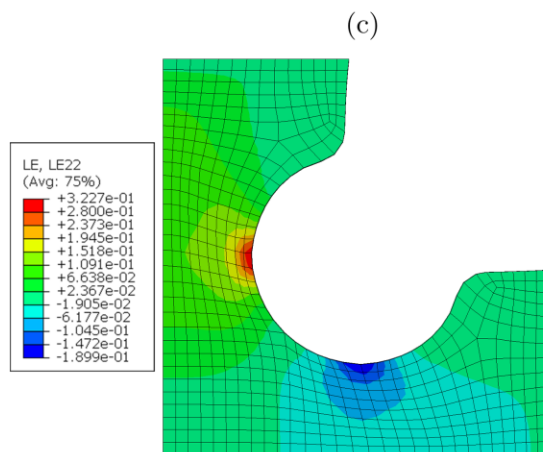 (c)
LE, LE22
(Avg: 75%)
+3.227e-01
+2.800e-01
+2.373e-01
+1.945e-01
+1.518e-01
+1.091e-01
+6.638e-02
+2.367e-02
-1.905e-02
-6.177e-02
-1.045e-01
-1.472e-01
-1.899e-01